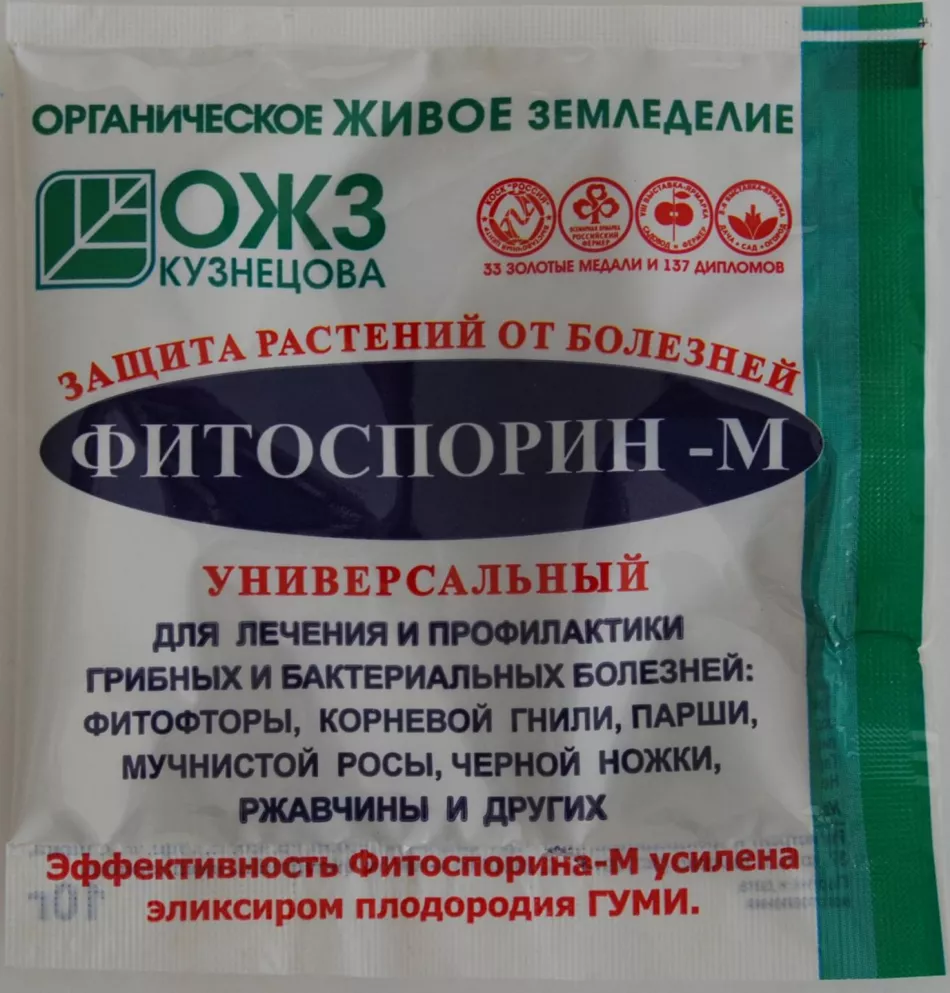 ОРГАНИЧЕСКОЕ ЖИВОЕ ЗЕМЛЕДЕЛИЕ
ОЖЗ
КУЗНЕЦОВА
33 ЗОЛОТЫЕ МЕДАЛИ И 137 ДИПЛОМОВ
ЗАЩИТА РАСТЕНИЙ ОТ БОЛЕЗНЕЙ
ФИТОСПОРИН -М
УНИВЕРСАЛЬНЫЙ
ДЛЯ ЛЕЧЕНИЯ И ПРОФИЛАКТИКИ
ГРИБНЫХ И БАКТЕРИАЛЬНЫХ БОЛЕЗНЕЙ:
ФИТОФТОРЫ, КОРНЕВОЙ ГНИЛИ, ПАРШИ,
МУЧНИСТОЙ РОСЫ, ЧЕРНОЙ НОЖКИ,
РЖАВЧИНЫ И ДРУГИХ
Эффективность Фитоспорина-М усилена
эликсиром плодородия ГУМИ.
10г